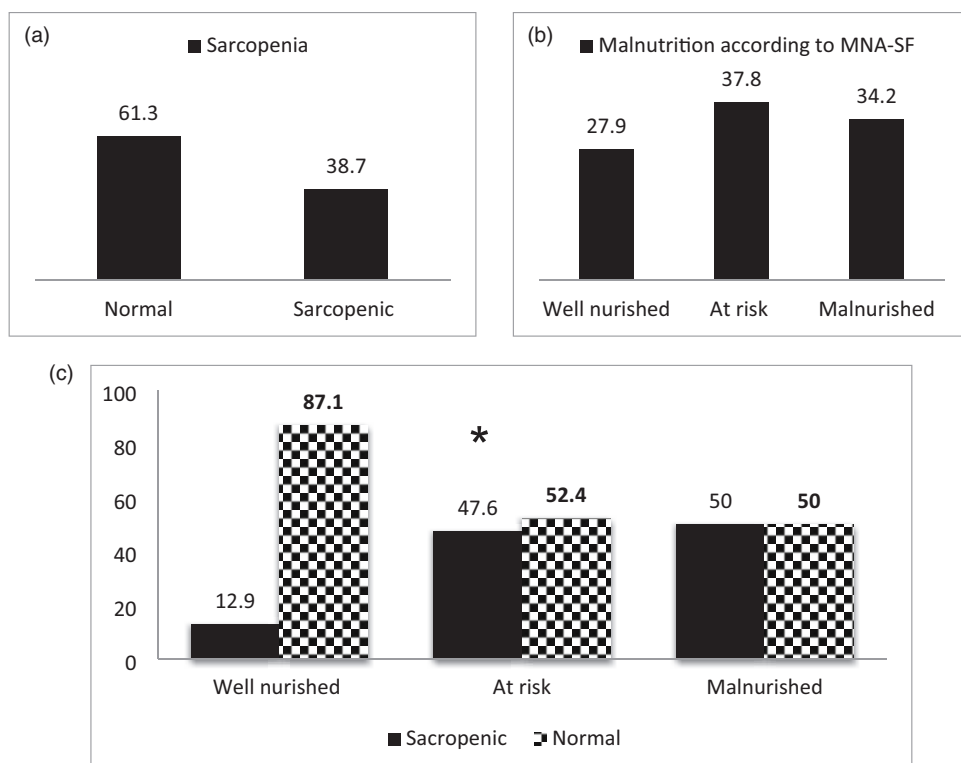 (a)
Sarcopenia
61.3
38.7
Normal Sarcopenic
(b)
Malnutrition according to MNA-SF
27.9
37.8
34.2
Well nurished At risk Malnurished
(c)
100
80
60
40
20
0
12.9
87.1
*
47.6
52.4
50
50
Well nurished At risk Malnurished
Sacropenic Normal